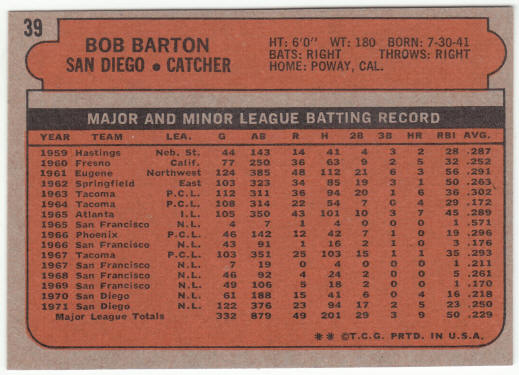 39
BOB BARTON HT: 6'0" WT: 180 BORN: 7-30-41
SAN DIEGO • CATCHER BATS: RIGHT THROWS: RIGHT
HOME: POWAY, CAL.
MAJOR AND MINOR LEAGUE BATTING RECORD
YEAR TEAM LEA. G AB R H 2B 3B HR RBI AVG.
1959 Hastings Neb. St. 44 143 14 41 4 3 2 28 .287
1960 Fresno Calif. 77 250 36 63 9 2 5 32 .252
1961 Eugene Northwest 124 385 48 112 21 6 3 56 .291
1962 Springfield East 103 323 34 85 19 3 1 50 .263
1963 Tacoma P.C.L. 112 311 36 94 20 1 6 36 .302
1964 Tacoma P.C.L. 108 314 22 54 7 0 4 29 .172
1965 Atlanta I.L. 105 350 43 101 10 3 7 45 .289
1965 San Francisco N.L. 4 7 1 4 0 0 0 1 .571
1966 Phoenix P.C.L. 46 142 12 42 7 1 0 19 .296
1966 San Francisco N.L. 43 91 1 16 2 1 0 3 .176
1967 Tacoma P.C.L. 103 351 25 103 15 1 1 35 .293
1967 San Francisco N.L. 7 19 0 4 0 0 0 1 .211
1968 San Francisco N.L. 46 92 4 24 2 0 0 5 .261
1969 San Francisco N.L. 49 106 5 18 2 0 0 1 .170
1970 San Diego N.L. 61 188 15 41 6 0 4 16 .218
1971 San Diego N.L. 122 376 23 94 17 2 5 23 .250
Major League Totals 332 879 49 201 29 3 9 50 .229
** ©T.C.G. PRTD. IN U.S.A.